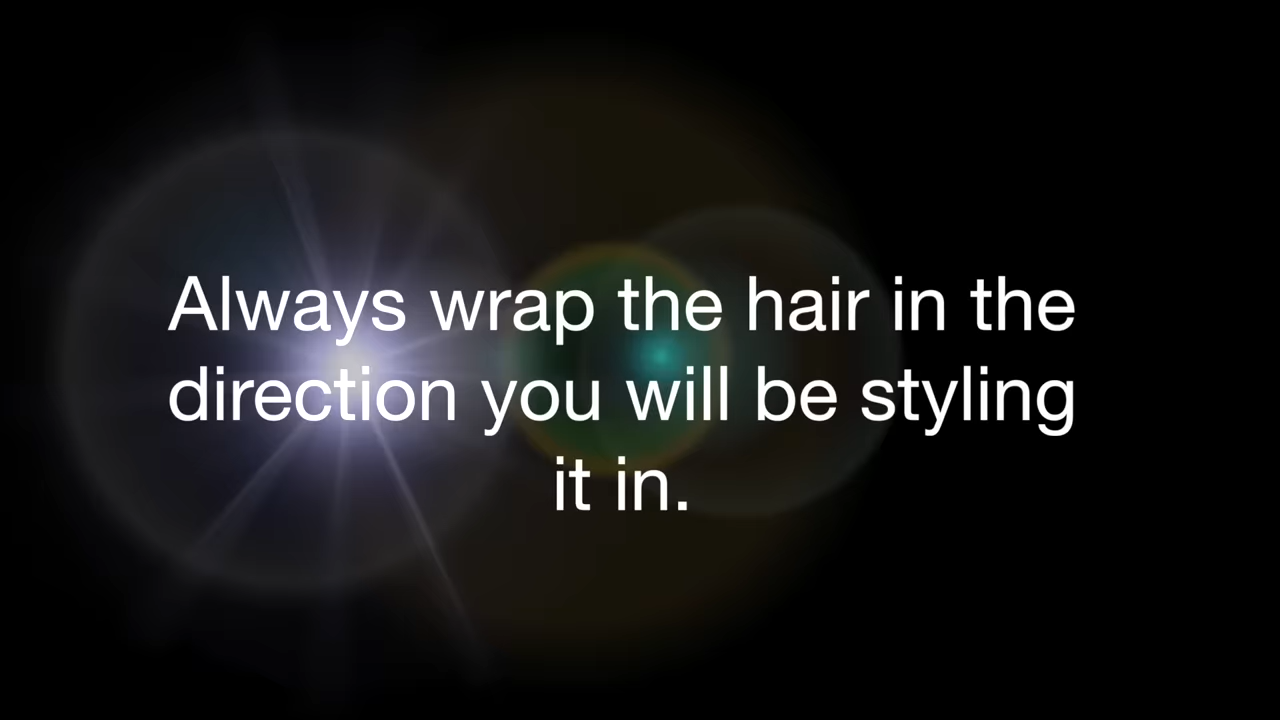 Always wrap the hair in the
direction you will be styling
it in.